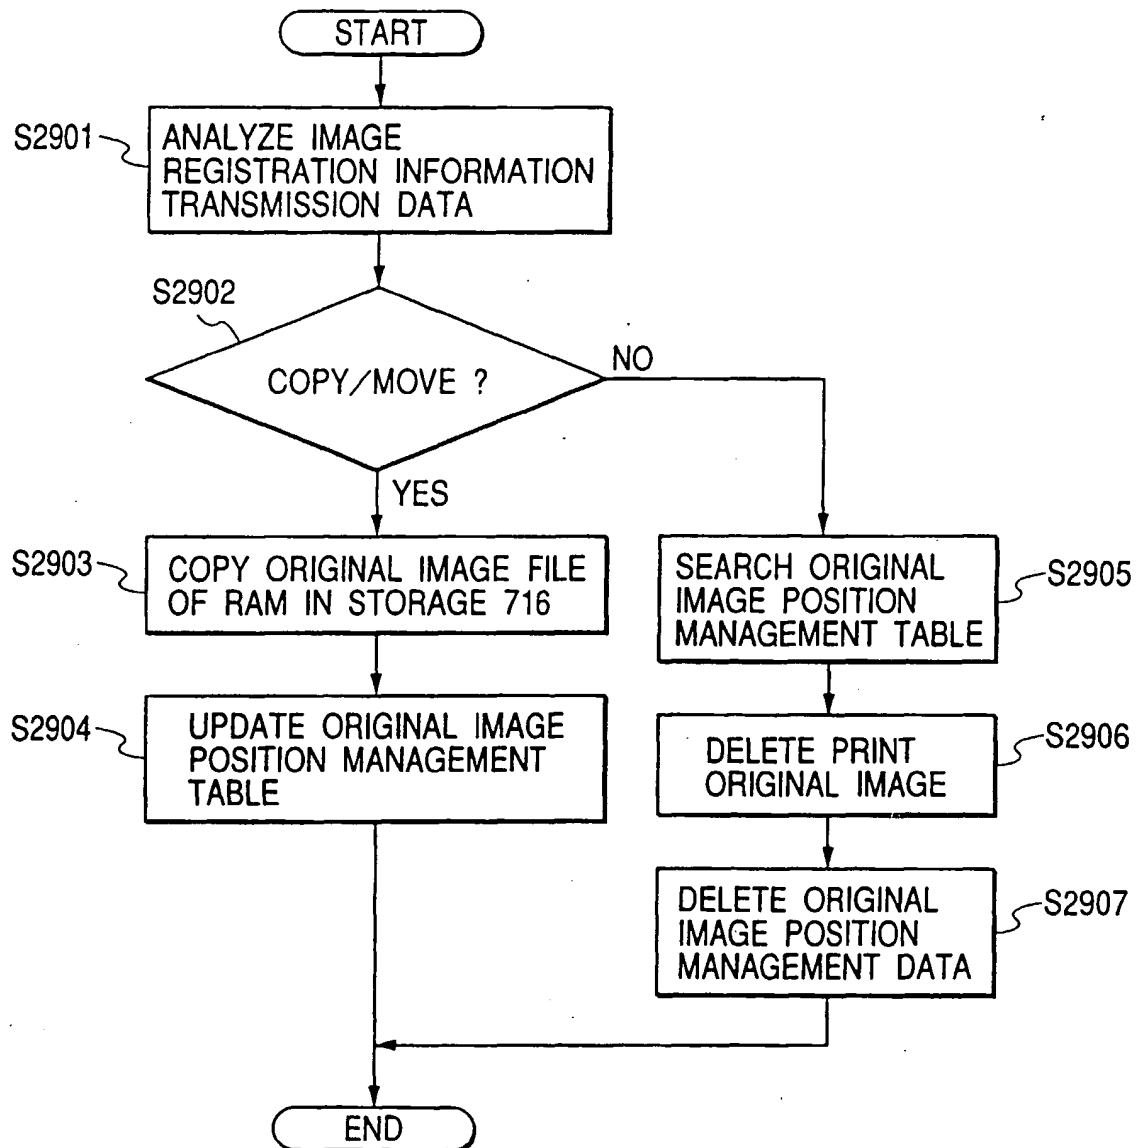 START
S2901
ANALYZE IMAGE
REGISTRATION INFORMATION
TRANSMISSION DATA
S2902
COPY/MOVE ?
NO
YES
S2903
COPY ORIGINAL IMAGE FILE
OF RAM IN STORAGE 716
S2904
UPDATE ORIGINAL IMAGE
POSITION MANAGEMENT
TABLE
SEARCH ORIGINAL
IMAGE POSITION
MANAGEMENT TABLE
S2905
DELETE PRINT
ORIGINAL IMAGE
S2906
DELETE ORIGINAL
IMAGE POSITION
MANAGEMENT DATA
S2907
END